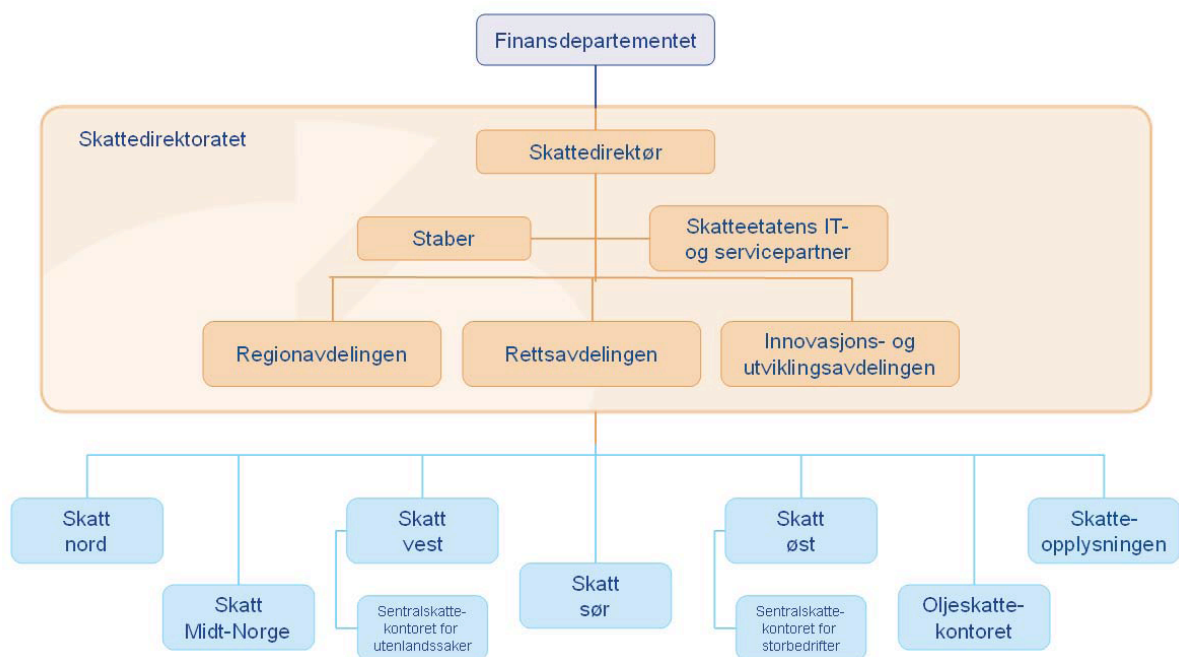 Finansdepartementet
Skattedirektoratet
Skattedirektør
Staber
Skatteetatens IT-
og servicepartner
Regionavdelingen
Rettsavdelingen
Innovasjons- og
utviklingsavdelingen
Skatt
nord
Skatt
vest
Skatt
øst
Skatte-
opplysningen
Skatt
Midt-Norge
Sentralskatte-
kontoret for
utenlandssaker
Skatt
sør
Sentralskatte-
kontoret for
storbedrifter
Oljeskatte-
kontoret